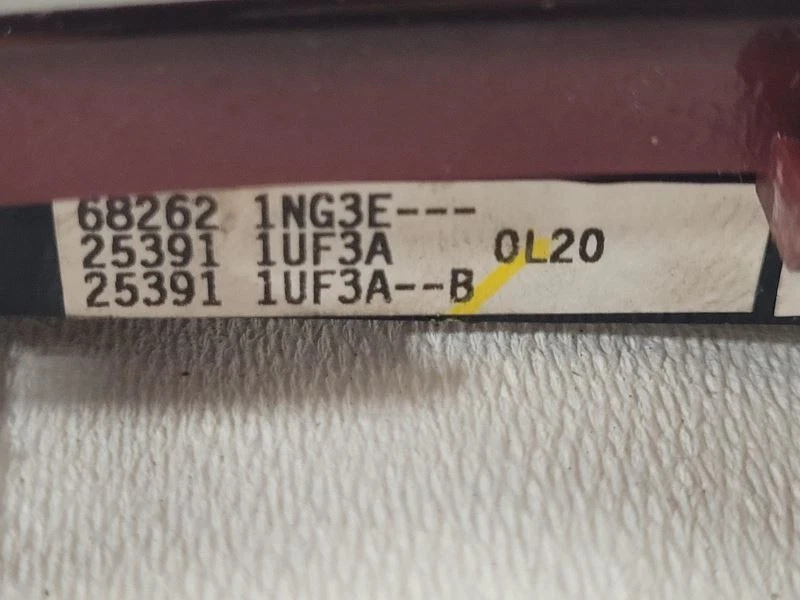 68262 1NG3E---
25391 1UF3A 0L20
25391 1UF3A--B